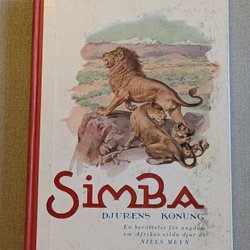 SIMBA
DJURENS KONUNG
En berättelse för ungdom
om Afrikas vilda djur av
NIELS MEYN